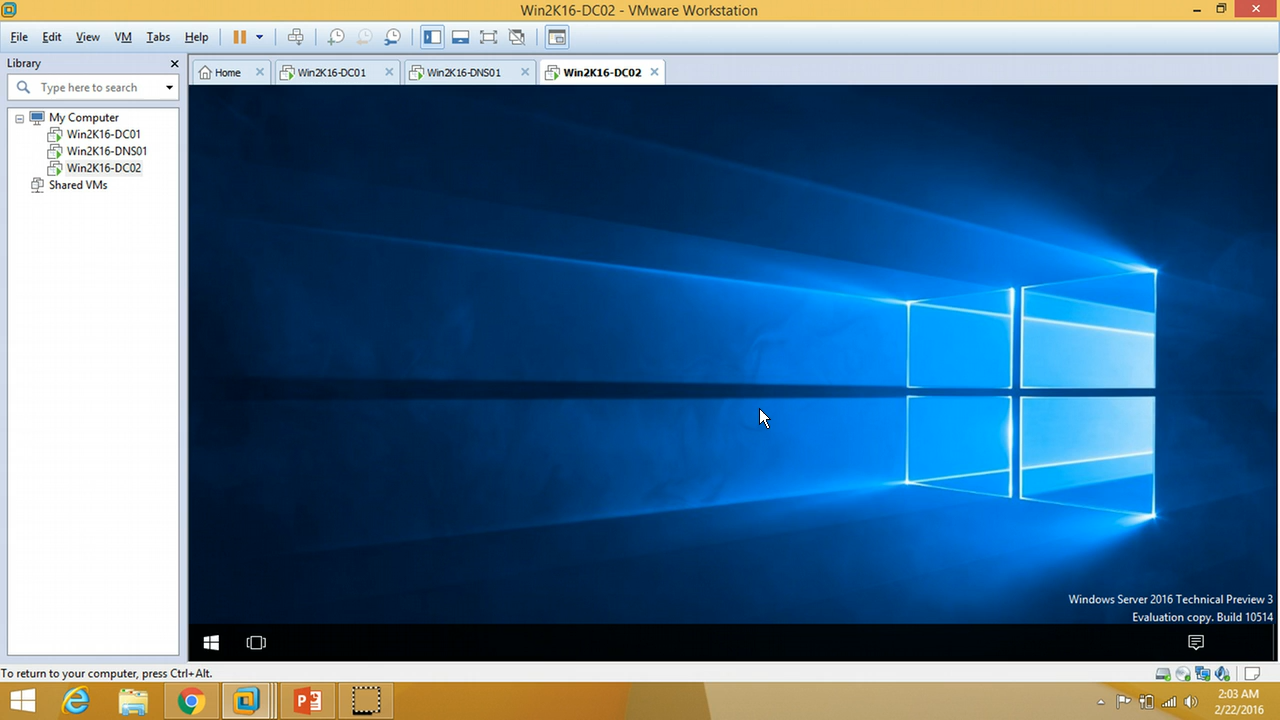 Win2K16-DC02 - VMware Workstation
File Edit View VM Tabs Help
Library
Type here to search
Home Win2K16-DC01 Win2K16-DNS01 Win2K16-DC02
My Computer
Win2K16-DC01
Win2K16-DNS01
Win2K16-DC02
Shared VMs
Windows Server 2016 Technical Preview 3
Evaluation copy. Build 10514
To return to your computer, press Ctrl+Alt.
2:03 AM
2/22/2016